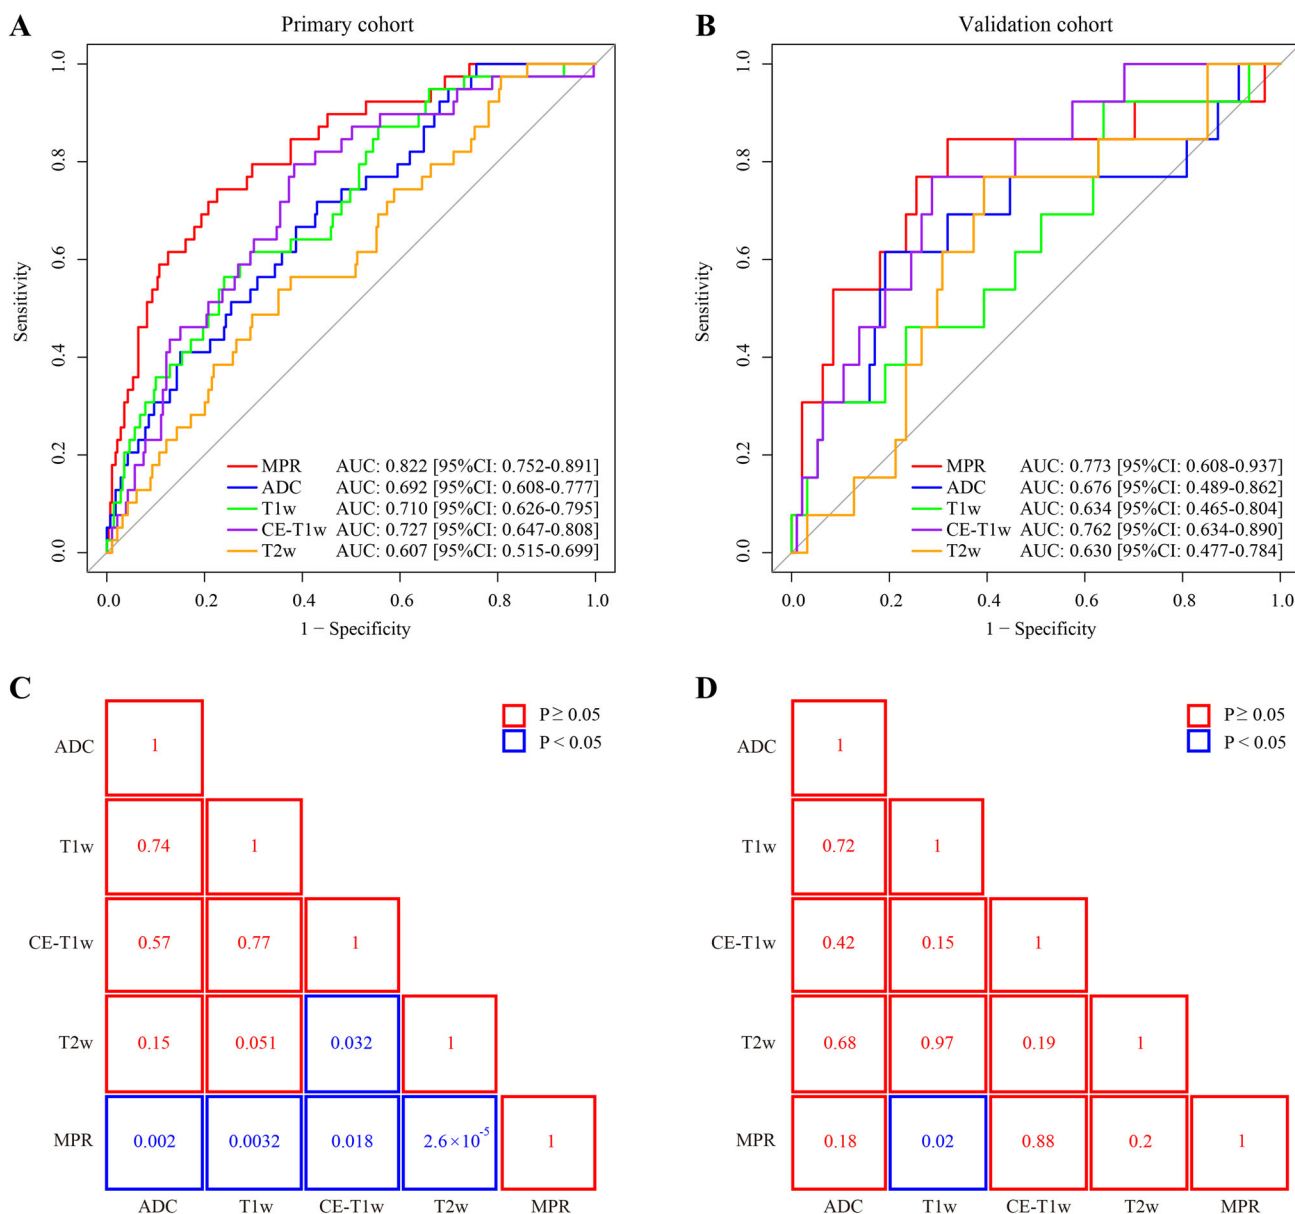 A
Primary cohort
Sensitivity
1.0
0.8
0.6
0.4
0.2
0.0
MPR AUC: 0.822 [95%CI: 0.752-0.891]
ADC AUC: 0.692 [95%CI: 0.608-0.777]
T1w AUC: 0.710 [95%CI: 0.626-0.795]
CE-T1w AUC: 0.727 [95%CI: 0.647-0.808]
T2w AUC: 0.607 [95%CI: 0.515-0.699]
0.0 0.2 0.4 0.6 0.8 1.0
1 − Specificity
B
Validation cohort
Sensitivity
1.0
0.8
0.6
0.4
0.2
0.0
MPR AUC: 0.773 [95%CI: 0.608-0.937]
ADC AUC: 0.676 [95%CI: 0.489-0.862]
T1w AUC: 0.634 [95%CI: 0.465-0.804]
CE-T1w AUC: 0.762 [95%CI: 0.634-0.890]
T2w AUC: 0.630 [95%CI: 0.477-0.784]
0.0 0.2 0.4 0.6 0.8 1.0
1 − Specificity
C
P ≥ 0.05
P < 0.05
ADC 1
T1w 0.74 1
CE-T1w 0.57 0.77 1
T2w 0.15 0.051 0.032 1
MPR 0.002 0.0032 0.018 2.6×10⁻⁵ 1
ADC T1w CE-T1w T2w MPR
D
P ≥ 0.05
P < 0.05
ADC 1
T1w 0.72 1
CE-T1w 0.42 0.15 1
T2w 0.68 0.97 0.19 1
MPR 0.18 0.02 0.88 0.2 1
ADC T1w CE-T1w T2w MPR